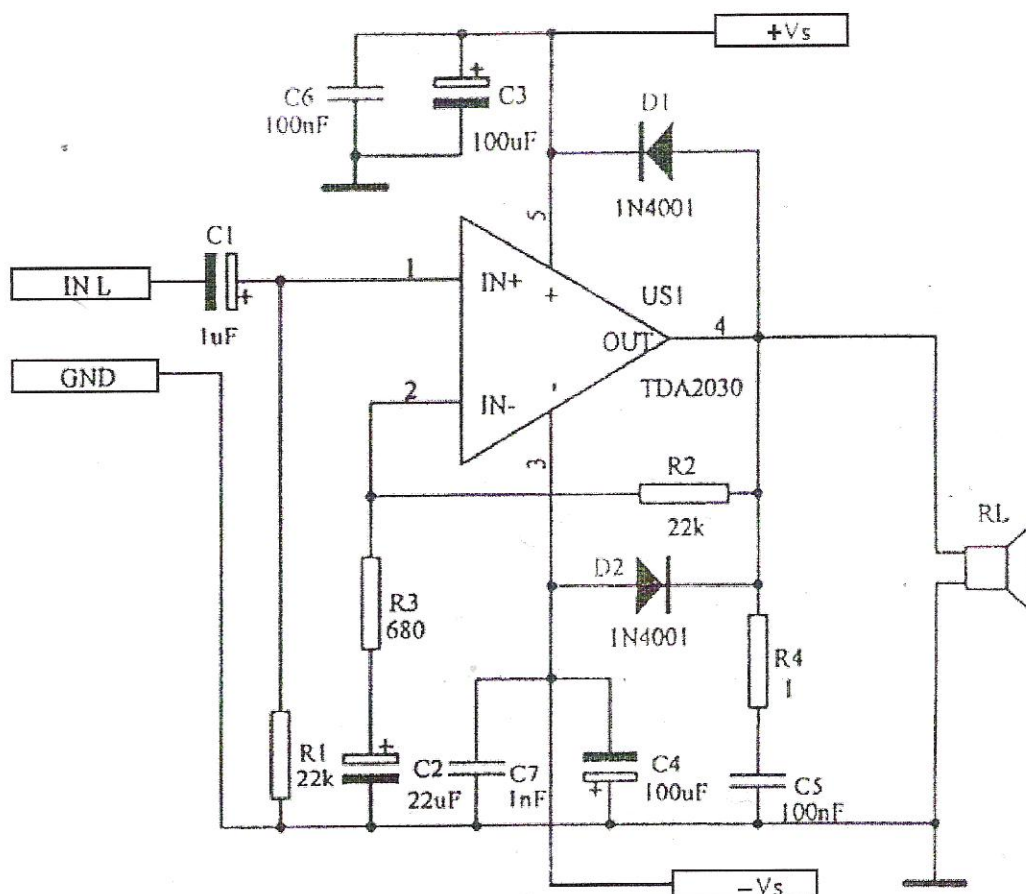 +Vs
C6
100nF
+
C3
100uF
D1
1N4001
5
C1
+
1uF
IN L
GND
1
IN+
+
US1
OUT
4
TDA2030
2
IN-
-
3
R2
22k
RL
D2
1N4001
R3
680
R4
1
R1
22k
+
C2
22uF
C7
1nF
+
C4
100uF
C5
100nF
-Vs